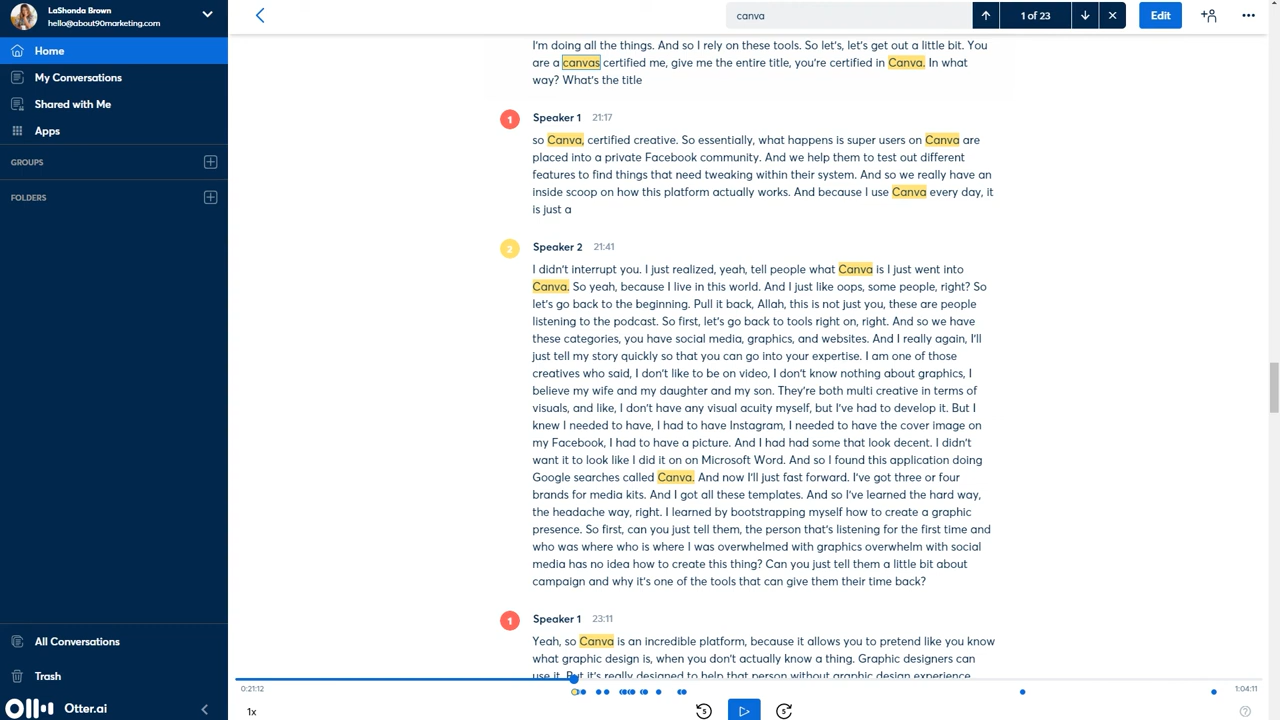 LaShonda Brown
hello@about90marketing.com
Home
My Conversations
Shared with Me
Apps
GROUPS
FOLDERS
All Conversations
Trash
Otter.ai
canva
1 of 23
Edit
I'm doing all the things. And so I rely on these tools. So let's, let's get out a little bit. You
are a canvas certified me, give me the entire title, you're certified in Canva. In what
way? What's the title
1
Speaker 1 21:17
so Canva, certified creative. So essentially, what happens is super users on Canva are
placed into a private Facebook community. And we help them to test out different
features to find things that need tweaking within their system. And so we really have an
inside scoop on how this platform actually works. And because I use Canva every day, it
is just a
2
Speaker 2 21:41
I didn't interrupt you. I just realized, yeah, tell people what Canva is I just went into
Canva. So yeah, because I live in this world. And I just like oops, some people, right? So
let's go back to the beginning. Pull it back, Allah, this is not just you, these are people
listening to the podcast. So first, let's go back to tools right on, right. And so we have
these categories, you have social media, graphics, and websites. And I really again, I'll
just tell my story quickly so that you can go into your expertise. I am one of those
creatives who said, I don't like to be on video, I don't know nothing about graphics, I
believe my wife and my daughter and my son. They're both multi creative in terms of
visuals, and like, I don't have any visual acuity myself, but I've had to develop it. But I
knew I needed to have, I had to have Instagram, I needed to have the cover image on
my Facebook, I had to have a picture. And I had had some that look decent. I didn't
want it to look like I did it on on Microsoft Word. And so I found this application doing
Google searches called Canva. And now I'll just fast forward. I've got three or four
brands for media kits. And I got all these templates. And so I've learned the hard way,
the headache way, right. I learned by bootstrapping myself how to create a graphic
presence. So first, can you just tell them, the person that's listening for the first time and
who was where who is where I was overwhelmed with graphics overwhelm with social
media has no idea how to create this thing? Can you just tell them a little bit about
campaign and why it's one of the tools that can give them their time back?
1
Speaker 1 23:11
Yeah, so Canva is an incredible platform, because it allows you to pretend like you know
what graphic design is, when you don't actually know a thing. Graphic designers can
use it. But it's really designed to help that person without graphic design experience
0:21:12
1:04:11
1x
5
5